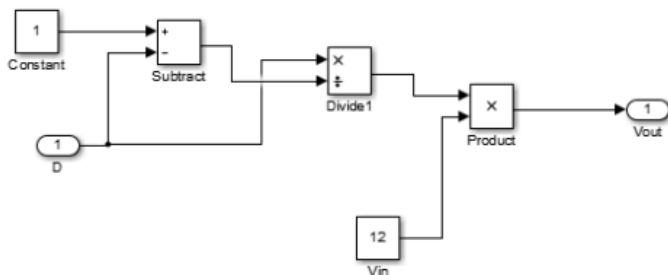 1
Constant
+
−
Subtract
×
÷
Divide1
1
D
×
Product
1
Vout
12
Vin